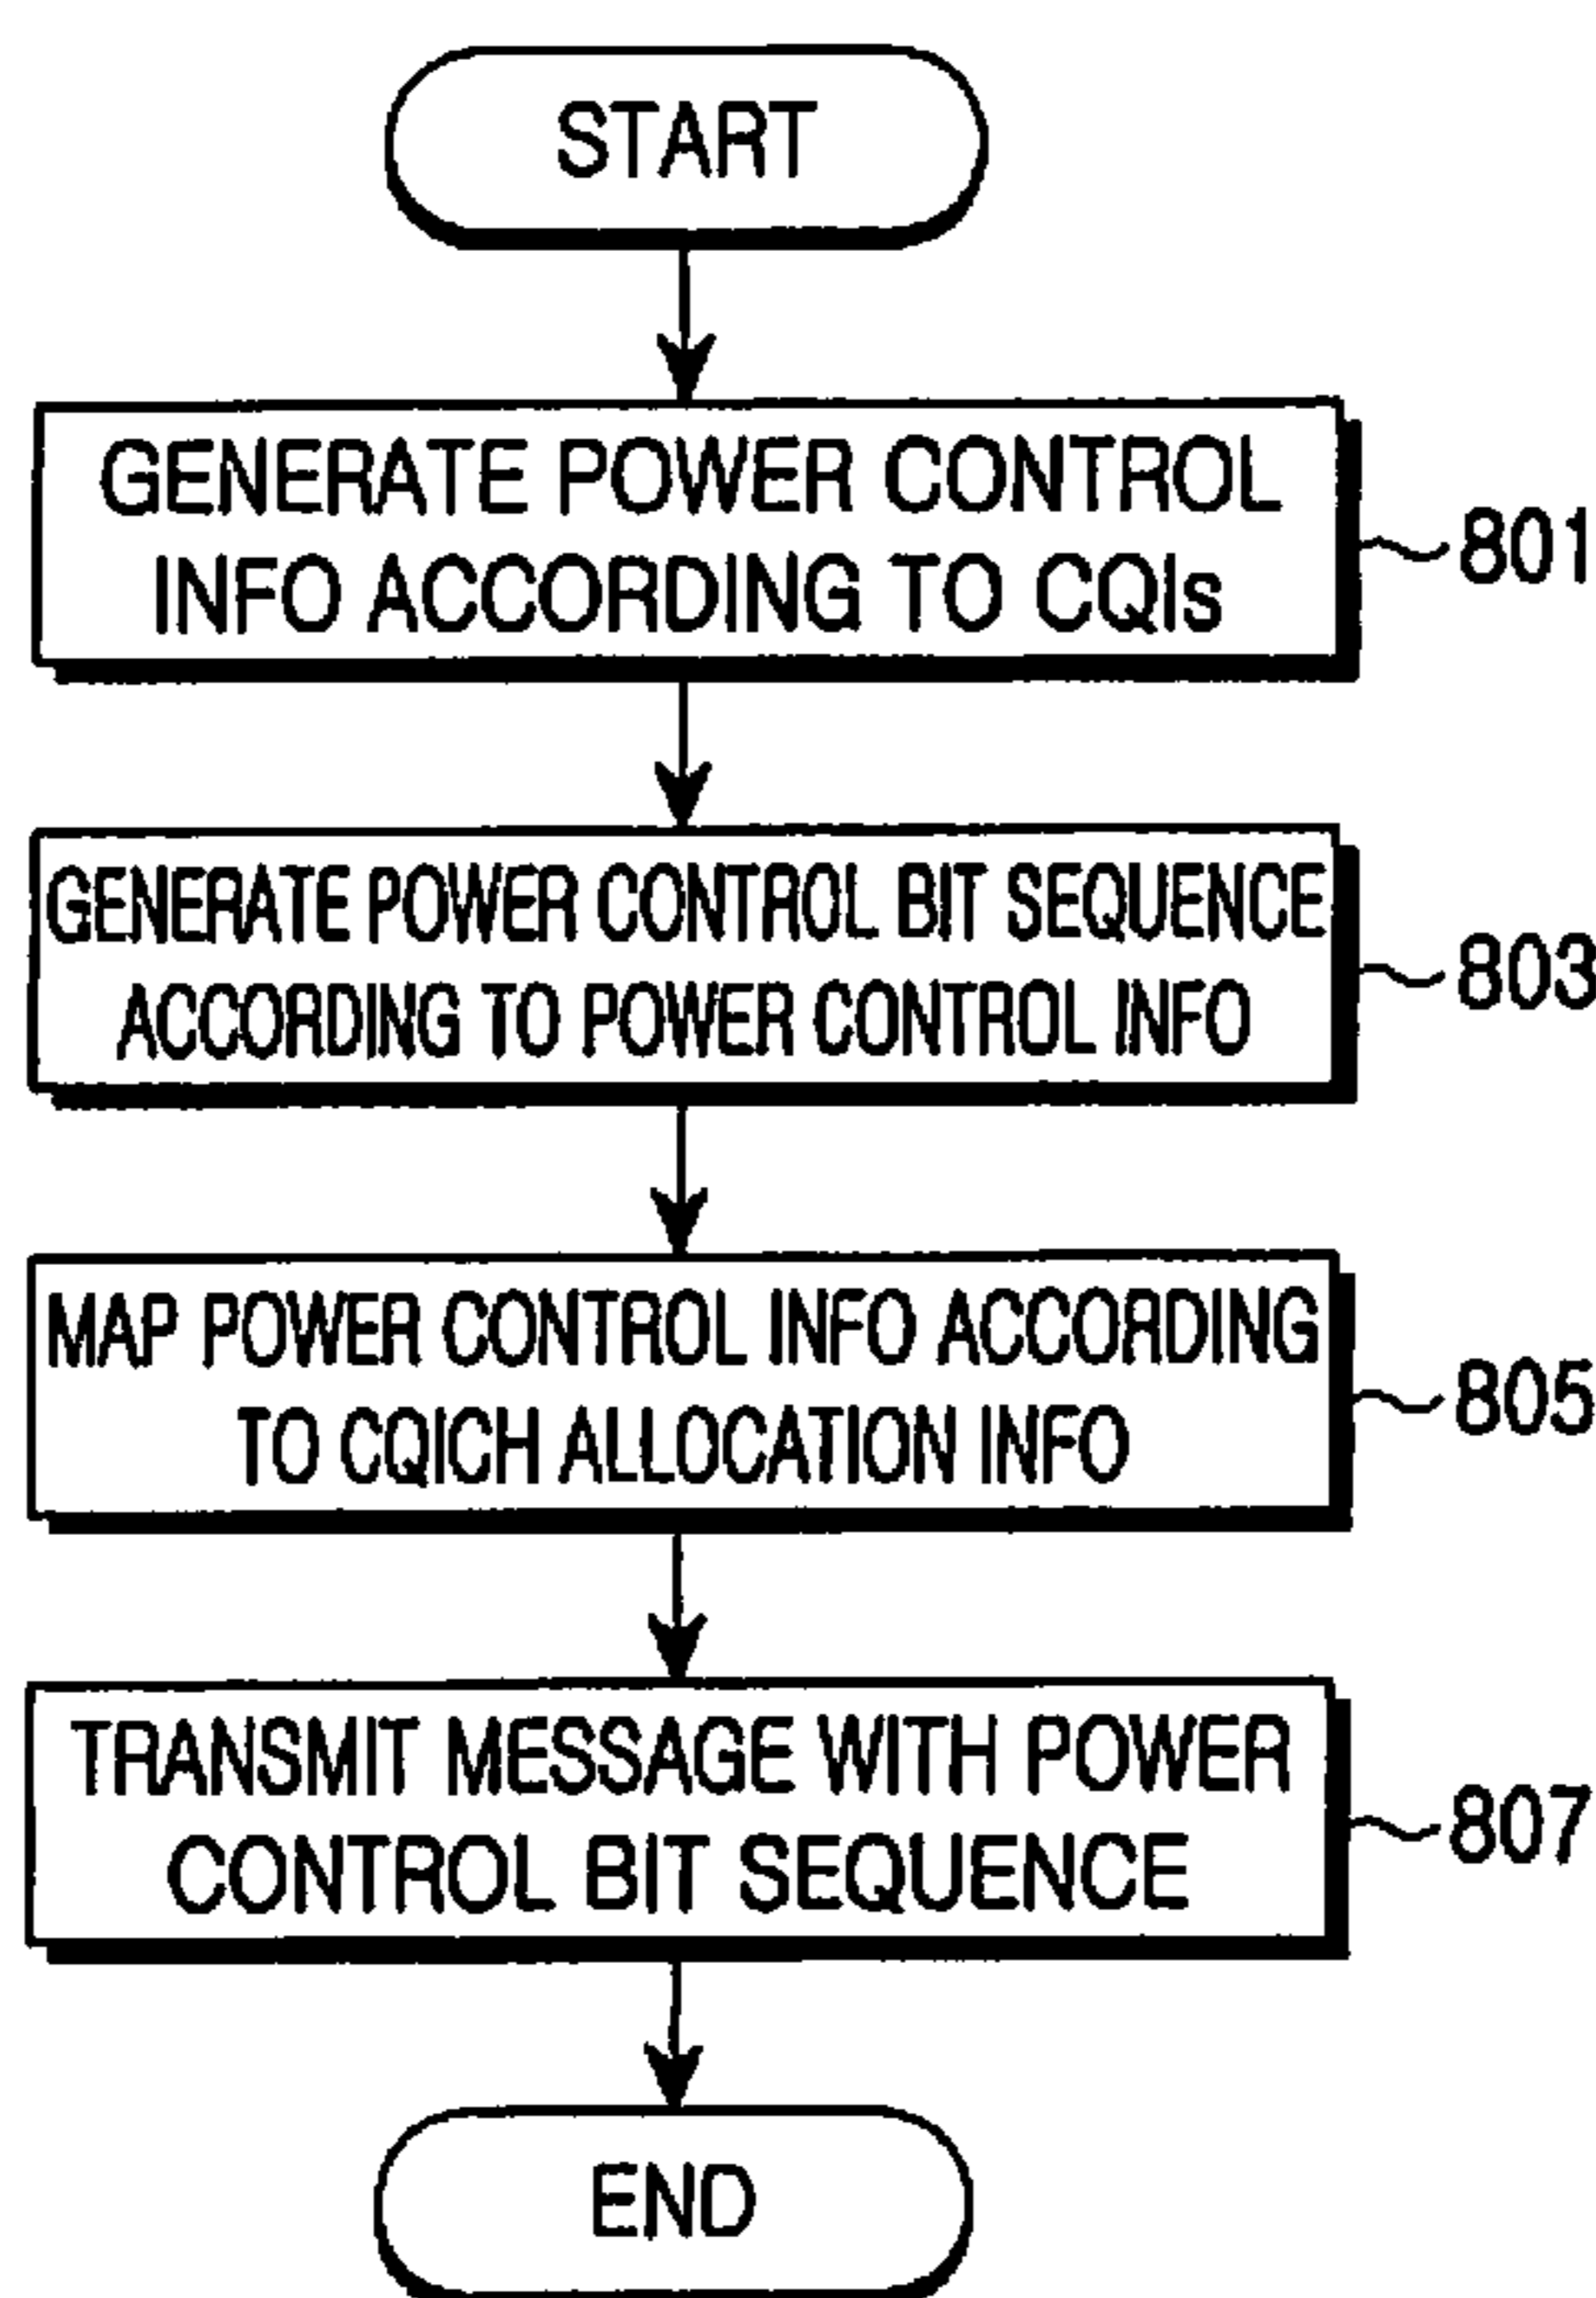 START
GENERATE POWER CONTROL
INFO ACCORDING TO CQIs
801
GENERATE POWER CONTROL BIT SEQUENCE
ACCORDING TO POWER CONTROL INFO
803
MAP POWER CONTROL INFO ACCORDING
TO CQICH ALLOCATION INFO
805
TRANSMIT MESSAGE WITH POWER
CONTROL BIT SEQUENCE
807
END